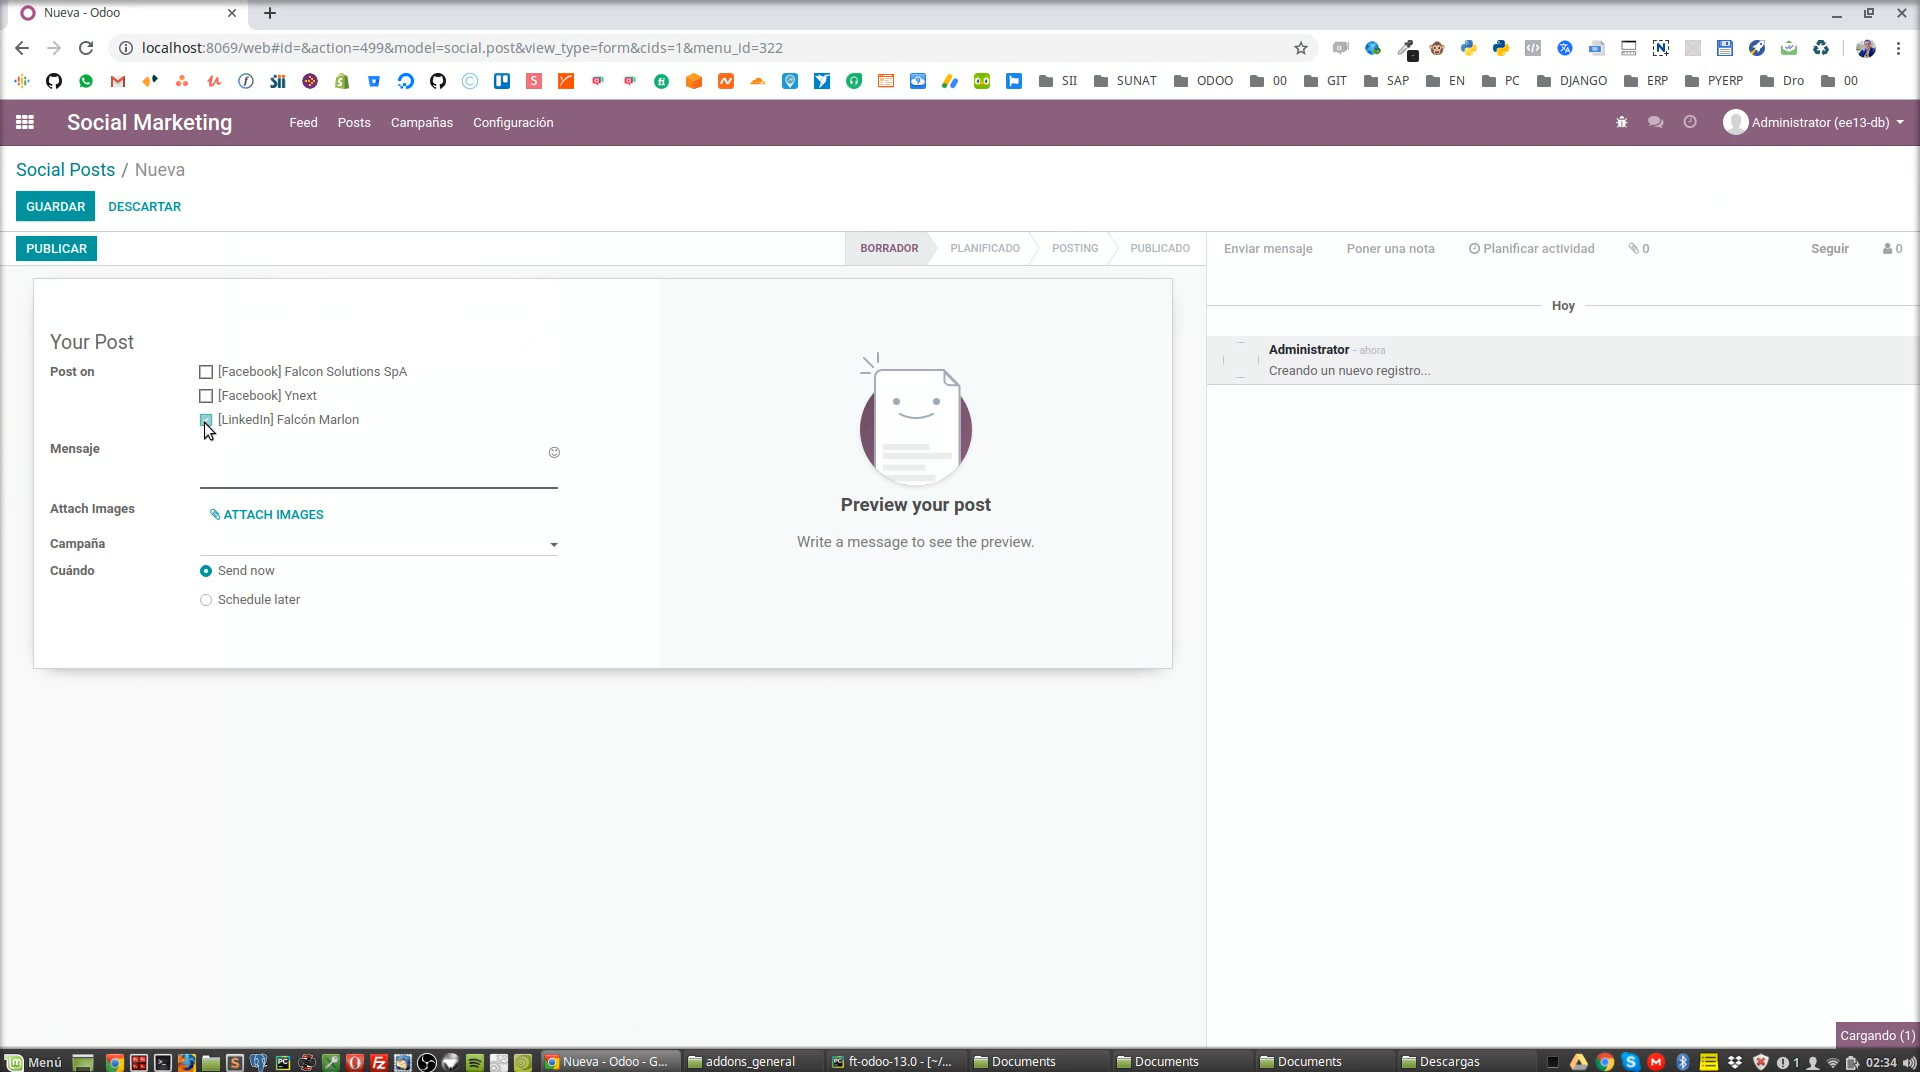 Nueva - Odoo
localhost:8069/web#id=&action=499&model=social.post&view_type=form&cids=1&menu_id=322
SII SUNAT ODOO 00 GIT SAP EN PC DJANGO ERP PYERP Dro 00
Social Marketing Feed Posts Campañas Configuración Administrator (ee13-db)
Social Posts / Nueva
GUARDAR DESCARTAR
PUBLICAR BORRADOR PLANIFICADO POSTING PUBLICADO Enviar mensaje Poner una nota Planificar actividad 0 Seguir 0
Hoy
Your Post
Administrator - ahora
Creando un nuevo registro...
Post on [Facebook] Falcon Solutions SpA
[Facebook] Ynext
[LinkedIn] Falcón Marlon
Mensaje
Attach Images ATTACH IMAGES
Campaña
Cuándo Send now
Schedule later
Preview your post
Write a message to see the preview.
Cargando (1)
Menú Nueva - Odoo - G... addons_general ft-odoo-13.0 - [~/... Documents Documents Documents Descargas 1 02:34